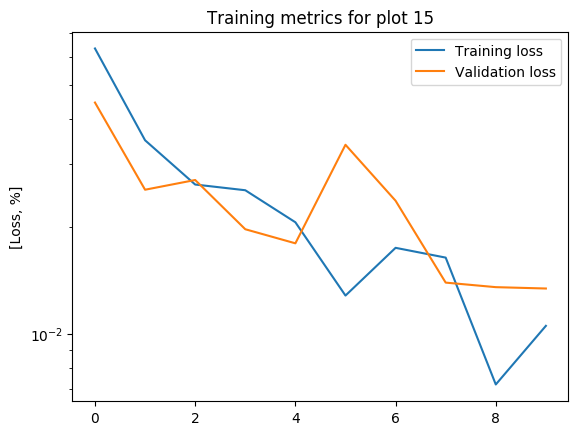 Training metrics for plot 15
Training loss
Validation loss
[Loss, %]
10⁻²
0 2 4 6 8